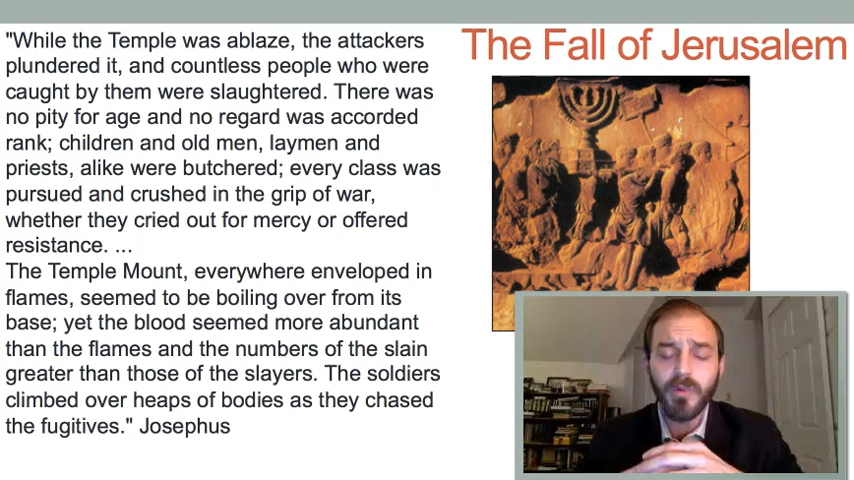 The Fall of Jerusalem
"While the Temple was ablaze, the attackers
plundered it, and countless people who were
caught by them were slaughtered. There was
no pity for age and no regard was accorded
rank; children and old men, laymen and
priests, alike were butchered; every class was
pursued and crushed in the grip of war,
whether they cried out for mercy or offered
resistance. ...
The Temple Mount, everywhere enveloped in
flames, seemed to be boiling over from its
base; yet the blood seemed more abundant
than the flames and the numbers of the slain
greater than those of the slayers. The soldiers
climbed over heaps of bodies as they chased
the fugitives." Josephus